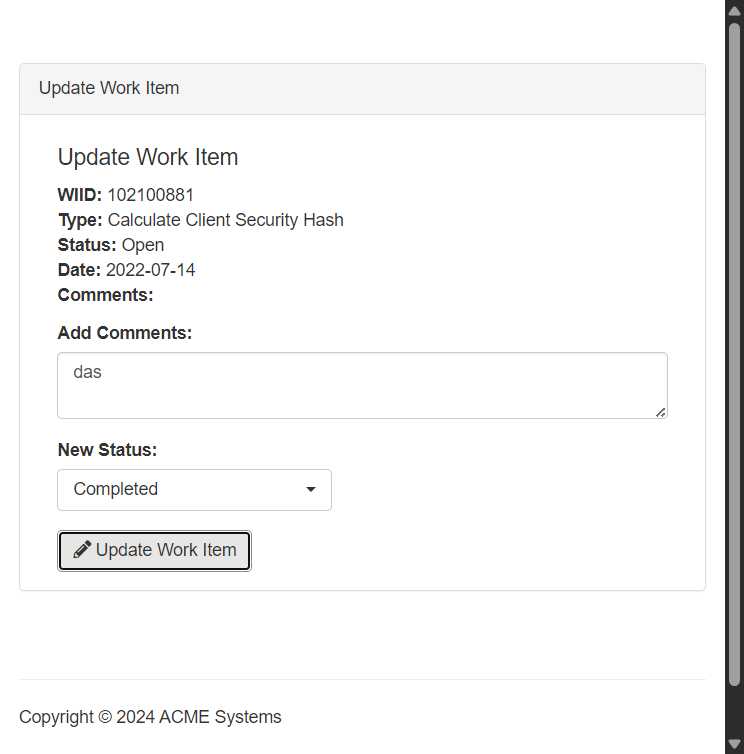 Update Work Item
Update Work Item
WIID: 102100881
Type: Calculate Client Security Hash
Status: Open
Date: 2022-07-14
Comments:
Add Comments:
das
New Status:
Completed
Update Work Item
Copyright © 2024 ACME Systems